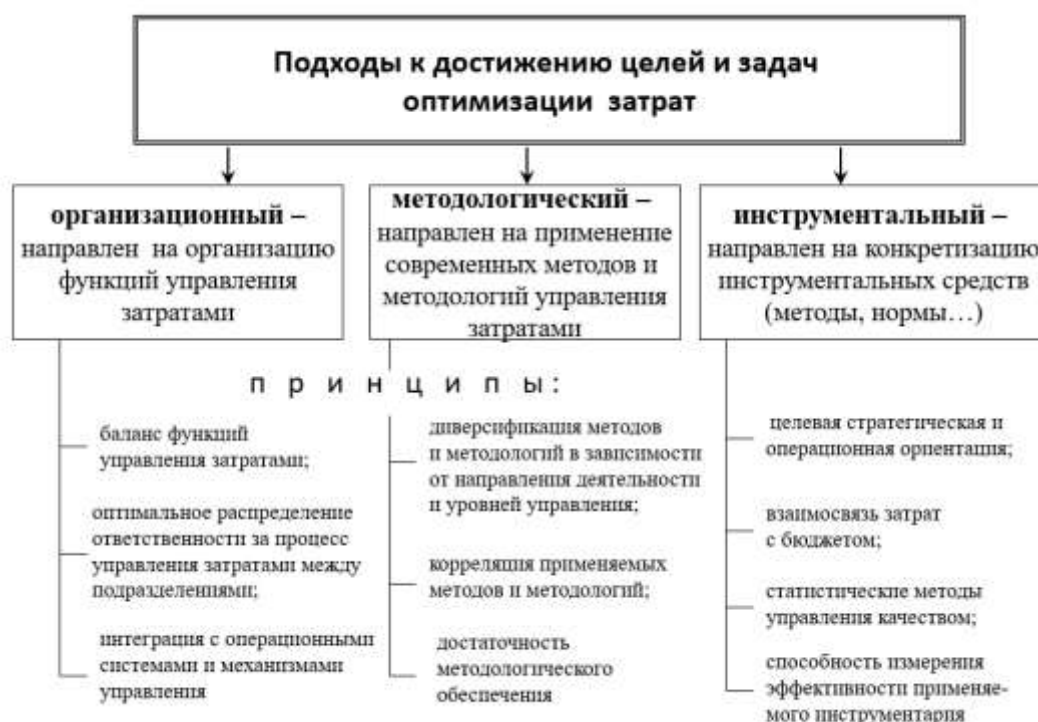 Подходы к достижению целей и задач
оптимизации затрат
организационный –
направлен на организацию
функций управления
затратами
методологический –
направлен на применение
современных методов и
методологий управления
затратами
инструментальный –
направлен на конкретизацию
инструментальных средств
(методы, нормы…)
п р и н ц и п ы :
баланс функций
управления затратами;
оптимальное распределение
ответственности за процесс
управления затратами между
подразделениями;
интеграция с операционными
системами и механизмами
управления
диверсификация методов
и методологий в зависимости
от направления деятельности
и уровней управления;
корреляция применяемых
методов и методологий;
достаточность
методологического
обеспечения
целевая стратегическая и
операционная ориентация;
взаимосвязь затрат
с бюджетом;
статистические методы
управления качеством;
способность измерения
эффективности применяе-
мого инструментария